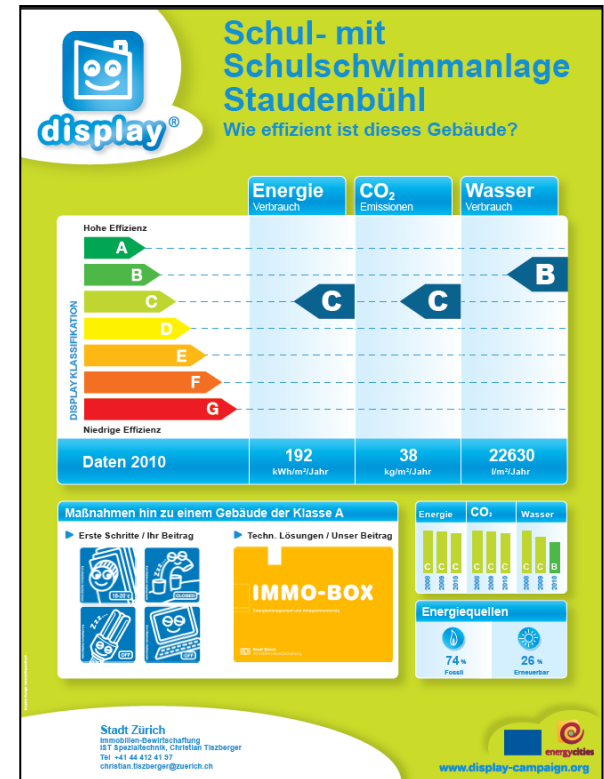 Schul- mit
Schulschwimmanlage
Staudenbühl
Wie effizient ist dieses Gebäude?
display®
Energie
Verbrauch
CO₂
Emissionen
Wasser
Verbrauch
Hohe Effizienz
A
B
C
D
E
F
G
Niedrige Effizienz
DISPLAY KLASSIFIKATION
C
C
B
Daten 2010
192
kWh/m²/Jahr
38
kg/m²/Jahr
22630
l/m²/Jahr
Maßnahmen hin zu einem Gebäude der Klasse A
Erste Schritte / Ihr Beitrag
Techn. Lösungen / Unser Beitrag
CLOSED
OFF
OFF
IMMO-BOX
Energie CO₂ Wasser
C C C C C C C C B
2008 2009 2010 2008 2009 2010 2008 2009 2010
Energiequellen
74 %
Fossil
26 %
Erneuerbar
Stadt Zürich
Immobilien-Bewirtschaftung
IST Spezialtechnik, Christian Tiszberger
Tel +41 44 412 41 97
christian.tiszberger@zuerich.ch
energycities
www.display-campaign.org